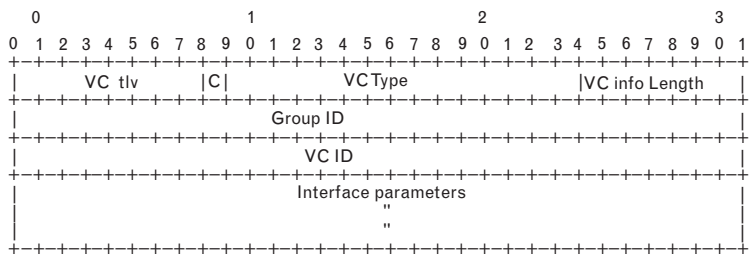 0 1 2 3
0 1 2 3 4 5 6 7 8 9 0 1 2 3 4 5 6 7 8 9 0 1 2 3 4 5 6 7 8 9 0 1
+-+-+-+-+-+-+-+-+-+-+-+-+-+-+-+-+-+-+-+-+-+-+-+-+-+-+-+-+-+-+-+-+
| VC tlv |C| VC Type |VC info Length |
+-+-+-+-+-+-+-+-+-+-+-+-+-+-+-+-+-+-+-+-+-+-+-+-+-+-+-+-+-+-+-+-+
| Group ID |
+-+-+-+-+-+-+-+-+-+-+-+-+-+-+-+-+-+-+-+-+-+-+-+-+-+-+-+-+-+-+-+-+
| VC ID |
+-+-+-+-+-+-+-+-+-+-+-+-+-+-+-+-+-+-+-+-+-+-+-+-+-+-+-+-+-+-+-+-+
| Interface parameters |
| " |
| " |
+-+-+-+-+-+-+-+-+-+-+-+-+-+-+-+-+-+-+-+-+-+-+-+-+-+-+-+-+-+-+-+-+